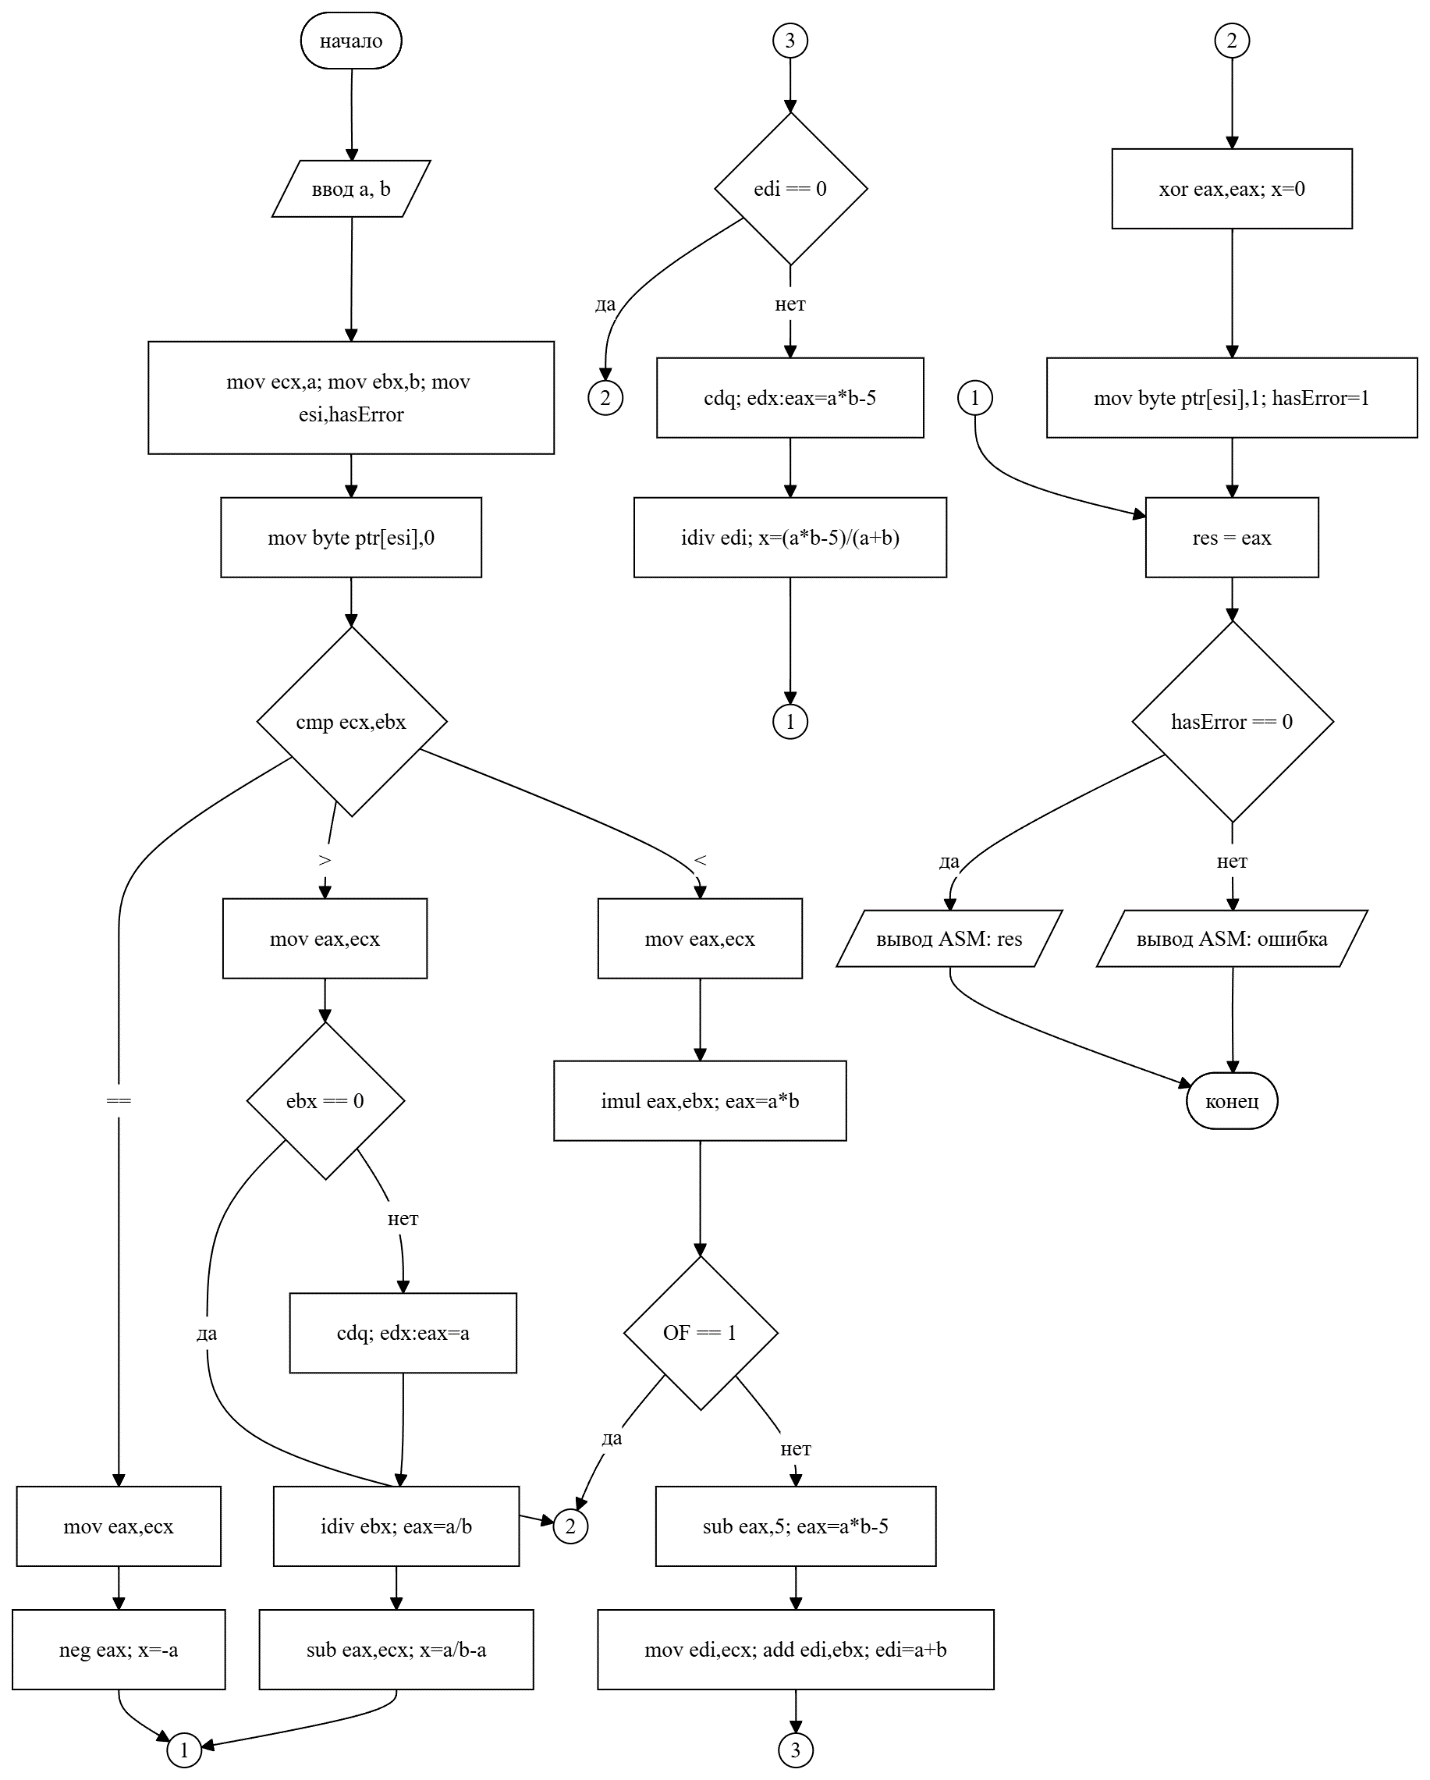 начало
ввод a, b
mov ecx,a; mov ebx,b; mov
esi,hasError
mov byte ptr[esi],0
cmp ecx,ebx
==
>
<
mov eax,ecx
mov eax,ecx
ebx == 0
imul eax,ebx; eax=a*b
да
нет
cdq; edx:eax=a
OF == 1
да
нет
mov eax,ecx
idiv ebx; eax=a/b
2
sub eax,5; eax=a*b-5
neg eax; x=-a
sub eax,ecx; x=a/b-a
mov edi,ecx; add edi,ebx; edi=a+b
1
3
3
edi == 0
да
нет
2
cdq; edx:eax=a*b-5
idiv edi; x=(a*b-5)/(a+b)
1
2
xor eax,eax; x=0
mov byte ptr[esi],1; hasError=1
1
res = eax
hasError == 0
да
нет
вывод ASM: res
вывод ASM: ошибка
конец